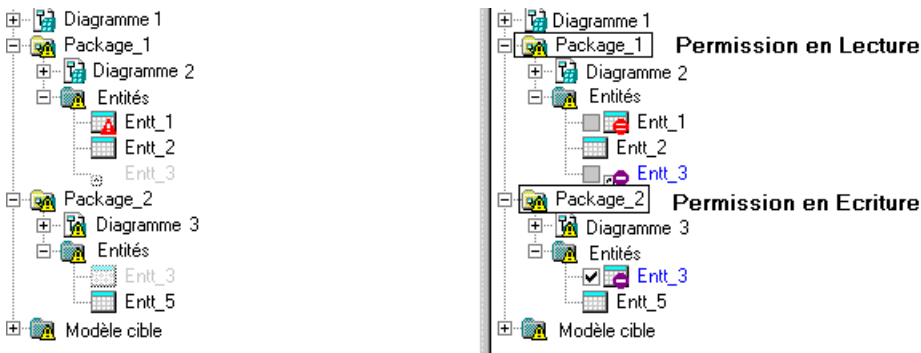 Diagramme 1
Package_1
Diagramme 2
Entités
Entt_1
Entt_2
Entt_3
Package_2
Diagramme 3
Entités
Entt_3
Entt_5
Modèle cible
Diagramme 1
Package_1 Permission en Lecture
Diagramme 2
Entités
Entt_1
Entt_2
Entt_3
Package_2 Permission en Ecriture
Diagramme 3
Entités
Entt_3
Entt_5
Modèle cible